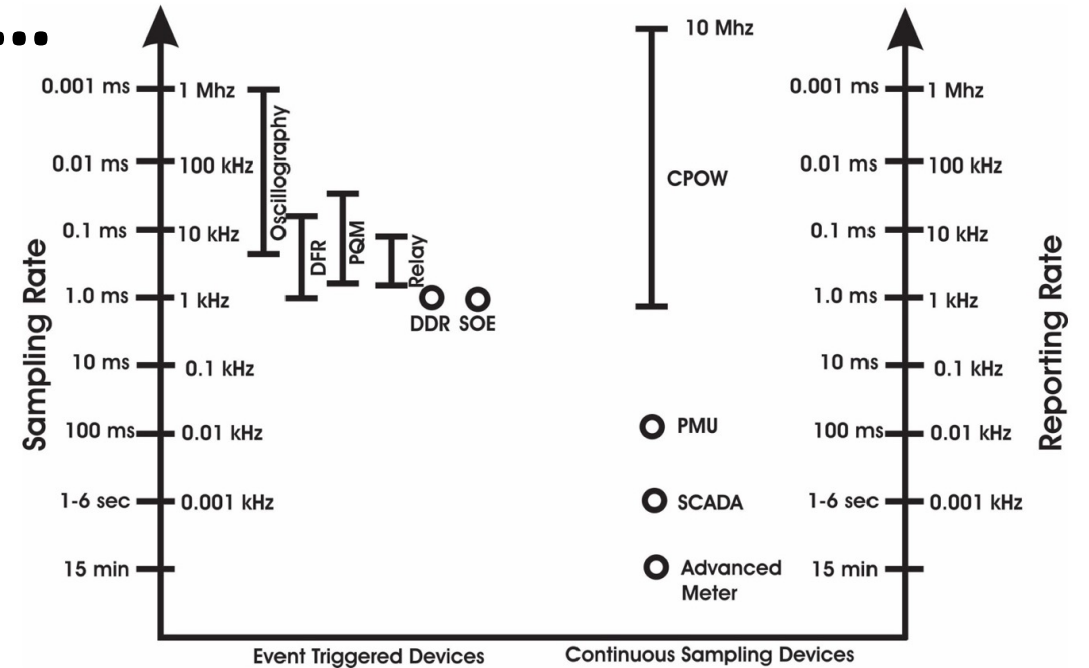 ...
10 Mhz
0.001 ms 1 Mhz
0.01 ms 100 kHz
0.1 ms 10 kHz
1.0 ms 1 kHz
10 ms 0.1 kHz
100 ms 0.01 kHz
1-6 sec 0.001 kHz
15 min
Sampling Rate
Oscillography
DFR
PQM
Relay
DDR SOE
Event Triggered Devices
CPOW
PMU
SCADA
Advanced
Meter
Continuous Sampling Devices
0.001 ms 1 Mhz
0.01 ms 100 kHz
0.1 ms 10 kHz
1.0 ms 1 kHz
10 ms 0.1 kHz
100 ms 0.01 kHz
1-6 sec 0.001 kHz
15 min
Reporting Rate